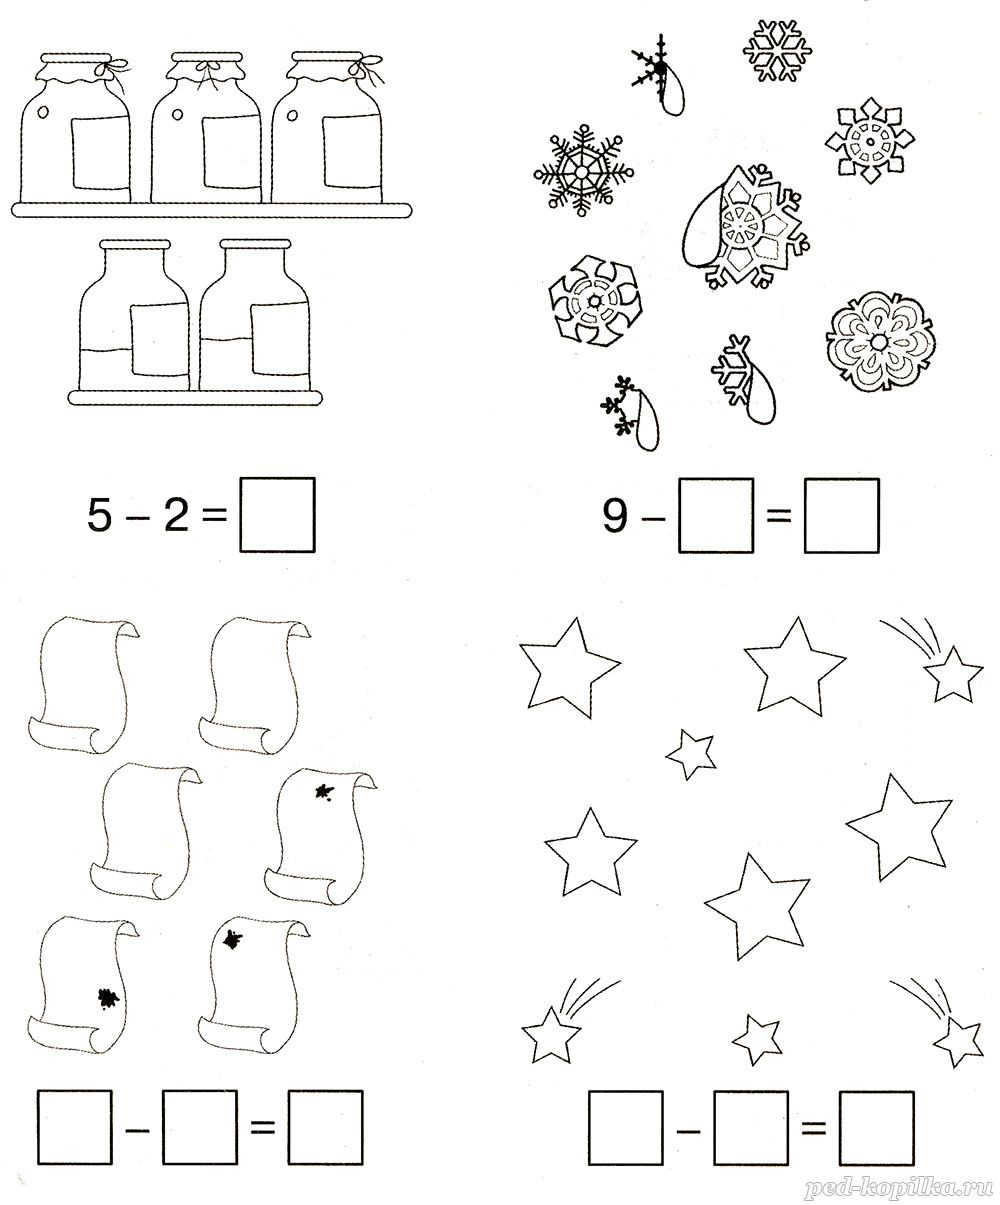 5 – 2 =
9 – =
– =
– =
ped-kopilka.ru